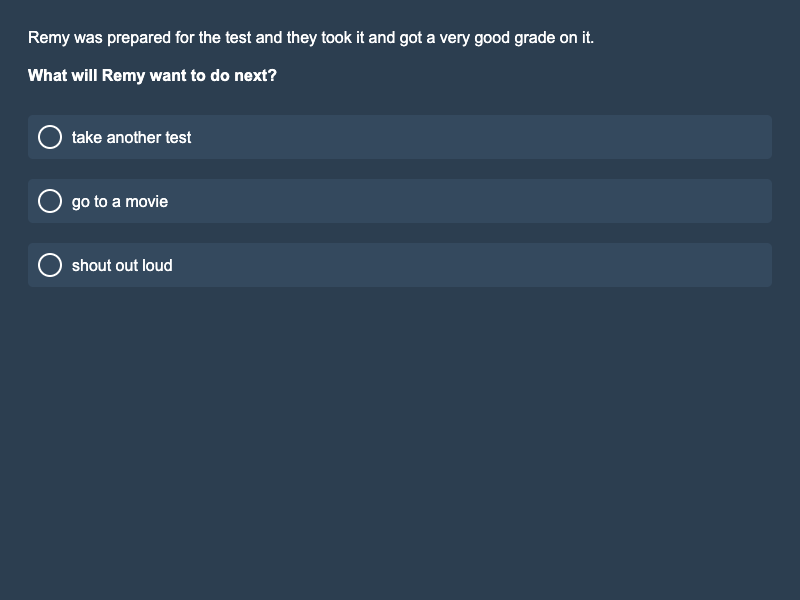 Remy was prepared for the test and they took it and got a very good grade on it.
What will Remy want to do next?
take another test
go to a movie
shout out loud